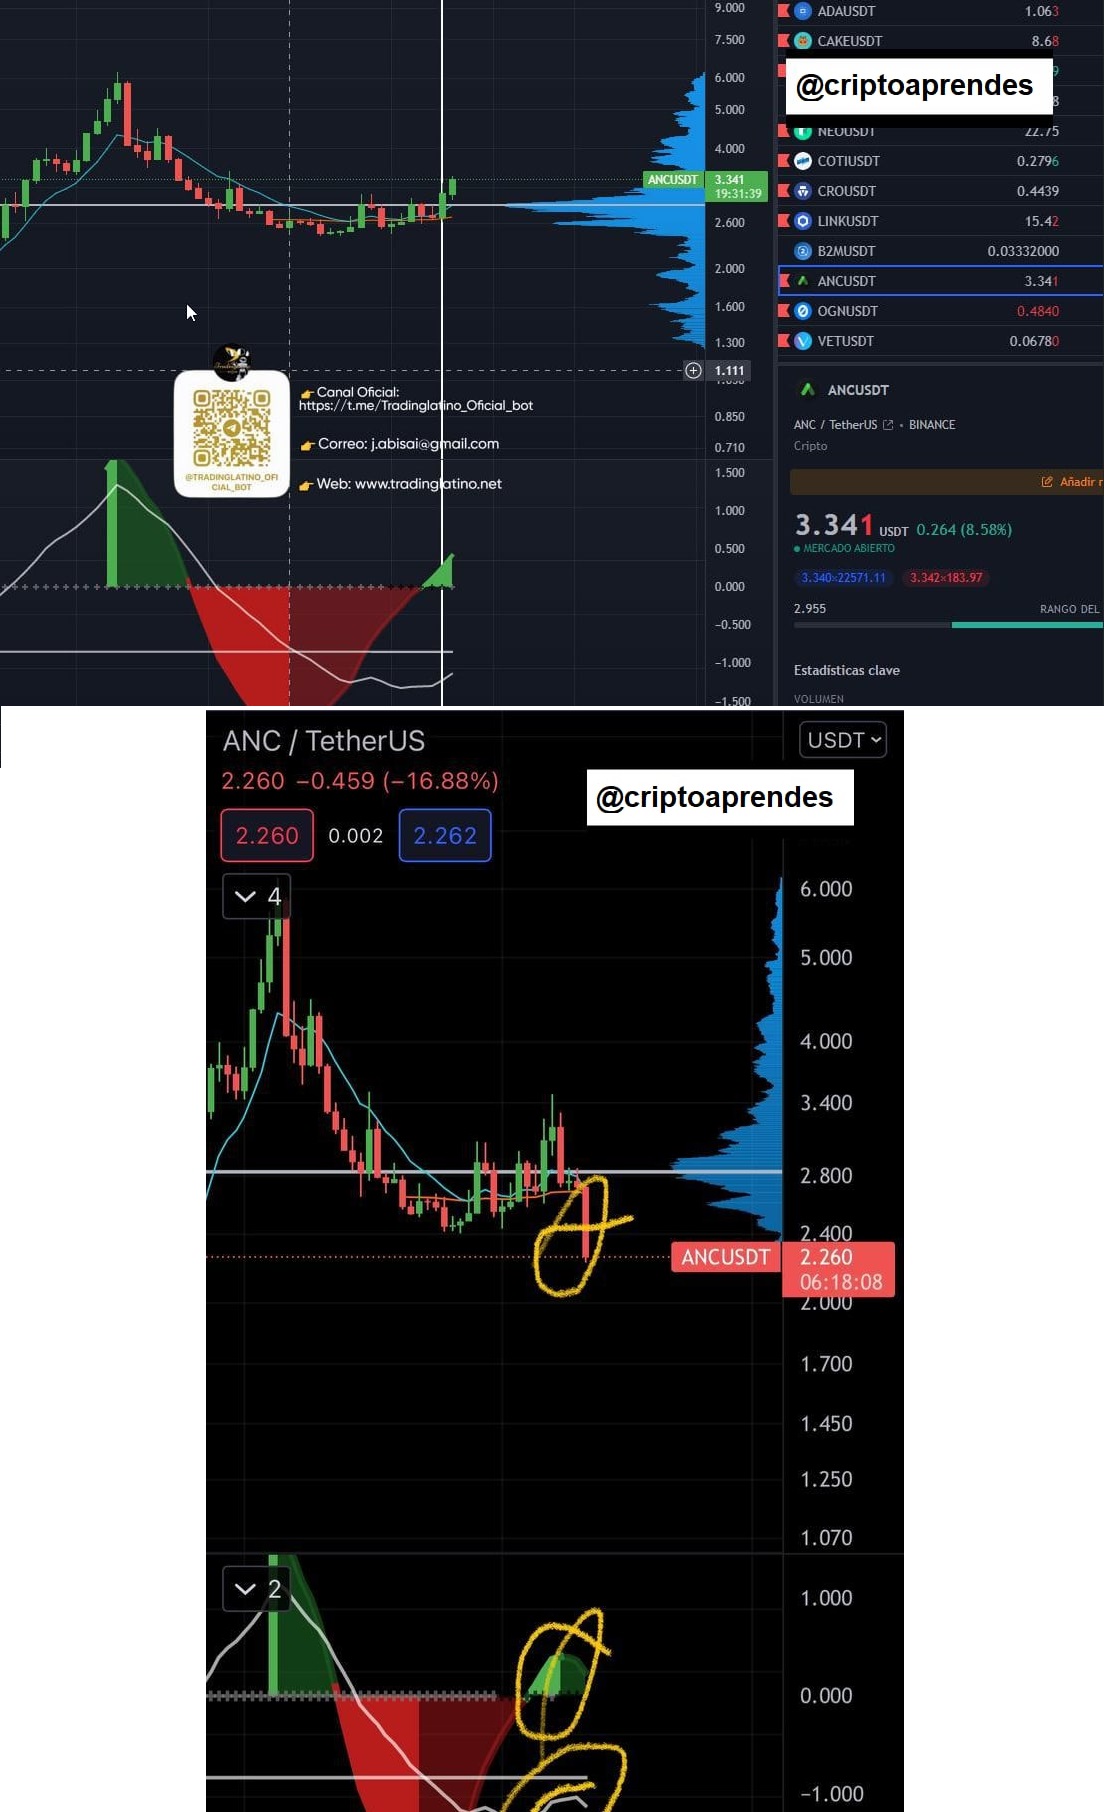 9.000
7.500
6.000
5.000
4.000
ANCUSDT 3.341
19:31:39
2.600
2.000
1.600
1.300
1.111
0.850
0.710
1.500
1.000
0.500
0.000
−0.500
−1.000
−1.500
Canal Oficial:
https://t.me/Tradinglatino_Oficial_bot
Correo: j.abisai@gmail.com
Web: www.tradinglatino.net
@TRADINGLATINO_OFI
CIAL_BOT
ADAUSDT 1.063
CAKEUSDT 8.68
@criptoaprendes
9
8
NEOUSDT 22.75
COTIUSDT 0.2796
CROUSDT 0.4439
LINKUSDT 15.42
B2MUSDT 0.03332000
ANCUSDT 3.341
OGNUSDT 0.4840
VETUSDT 0.06780
ANCUSDT
ANC / TetherUS • BINANCE
Cripto
Añadir r
3.341 USDT 0.264 (8.58%)
MERCADO ABIERTO
3.340×22571.11 3.342×183.97
2.955 RANGO DEL
Estadísticas clave
VOLUMEN
ANC / TetherUS USDT
2.260 −0.459 (−16.88%)
@criptoaprendes
2.260 0.002 2.262
4
6.000
5.000
4.000
3.400
2.800
2.400
ANCUSDT 2.260
06:18:08
2.000
1.700
1.450
1.250
1.070
2
1.000
0.000
−1.000